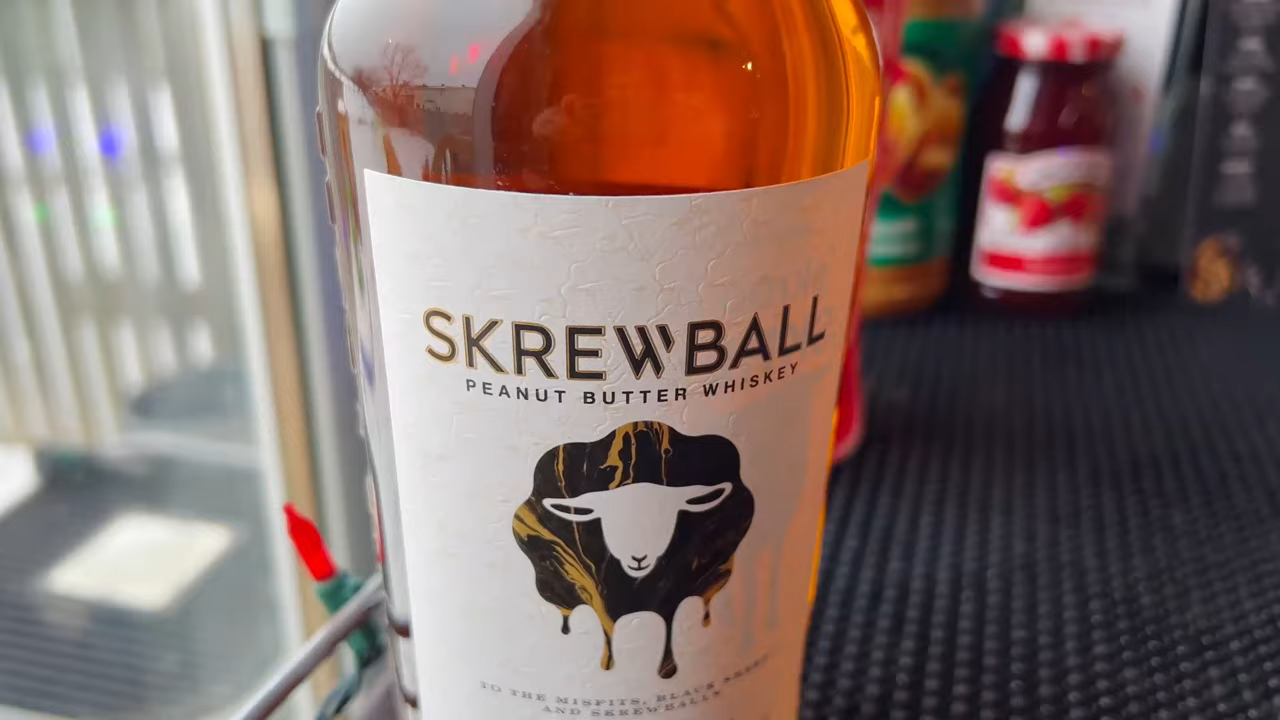 SKREWBALL
PEANUT BUTTER WHISKEY
TO THE MISFITS, BLACK SHEEP
AND SKREWBALLS